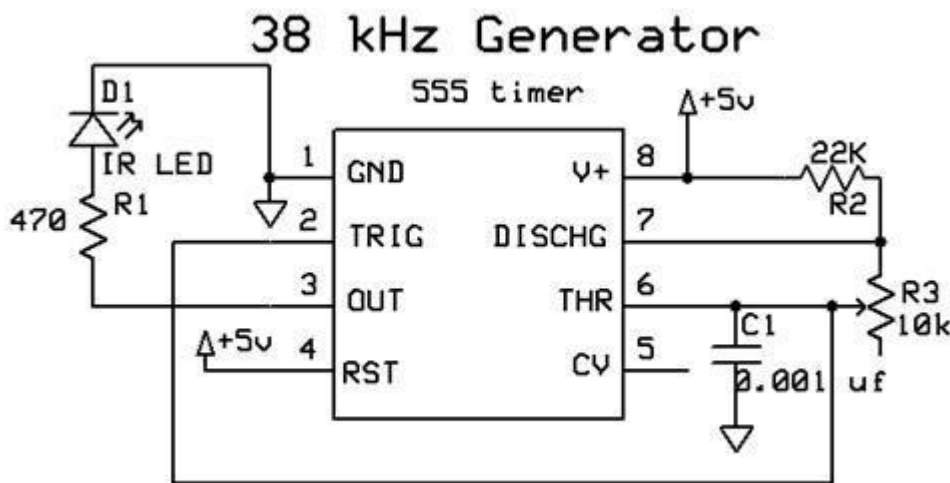 38 kHz Generator
555 timer
D1
IR LED
470
R1
+5v
22K
R2
1
GND
8
V+
2
TRIG
7
DISCHG
3
OUT
6
THR
R3
10k
+5v
4
RST
5
CV
C1
0.001 uf